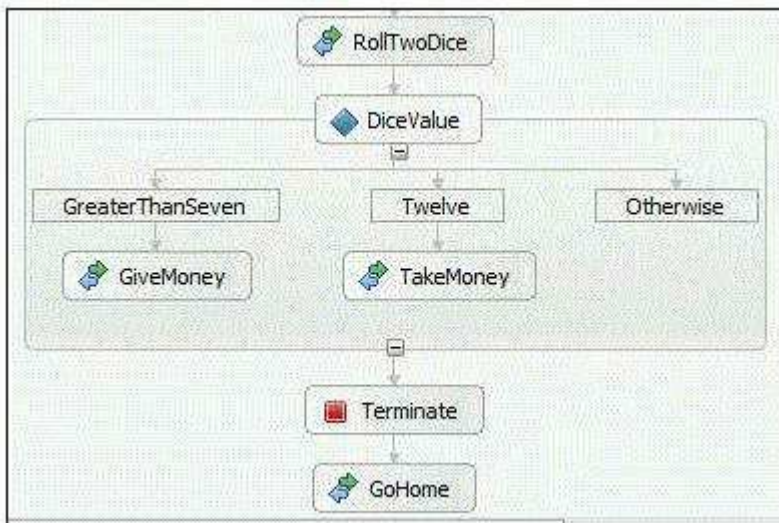 RollTwoDice
DiceValue
GreaterThanSeven
Twelve
Otherwise
GiveMoney
TakeMoney
Terminate
GoHome